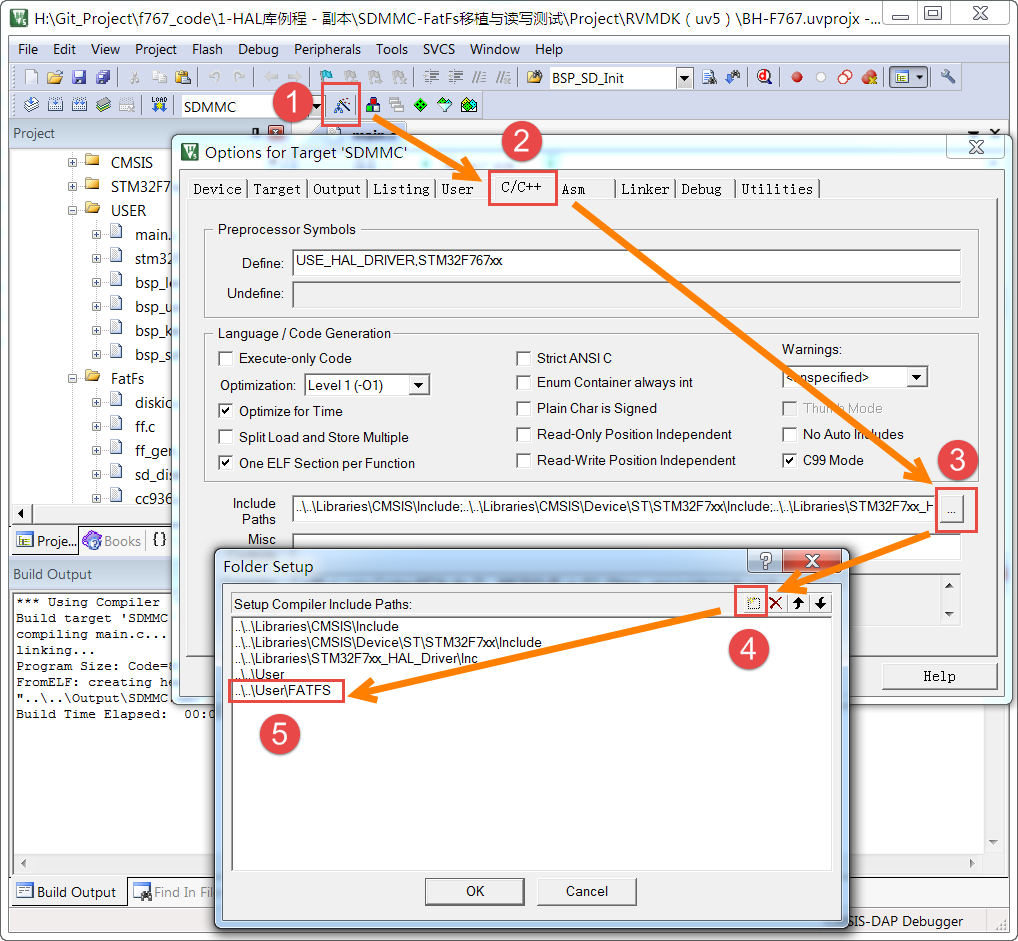 H:\Git_Project\f767_code\1-HAL库例程 - 副本\SDMMC-FatFs移植与读写测试\Project\RVMDK（uv5）\BH-F767.uvprojx -...
File Edit View Project Flash Debug Peripherals Tools SVCS Window Help
BSP_SD_Init
LOAD
SDMMC
1
Project
main.c
CMSIS
STM32F7
USER
main.
stm32
bsp_l
bsp_u
bsp_k
bsp_s
FatFs
diskio
ff.c
ff_ger
sd_dis
cc936
Proje...
Books
{}
Options for Target 'SDMMC'
2
Device Target Output Listing User C/C++ Asm Linker Debug Utilities
Preprocessor Symbols
Define: USE_HAL_DRIVER,STM32F767xx
Undefine:
Language / Code Generation
Execute-only Code
Optimization: Level 1 (-O1)
Optimize for Time
Split Load and Store Multiple
One ELF Section per Function
Strict ANSI C
Enum Container always int
Plain Char is Signed
Read-Only Position Independent
Read-Write Position Independent
Warnings:
<unspecified>
Thumb Mode
No Auto Includes
C99 Mode
3
Include Paths
..\..\Libraries\CMSIS\Include;..\..\Libraries\CMSIS\Device\ST\STM32F7xx\Include;..\..\Libraries\STM32F7xx_H
...
Misc
Help
Folder Setup
Setup Compiler Include Paths:
4
..\..\Libraries\CMSIS\Include
..\..\Libraries\CMSIS\Device\ST\STM32F7xx\Include
..\..\Libraries\STM32F7xx_HAL_Driver\Inc
..\..\User
..\..\User\FATFS
5
OK
Cancel
Build Output
*** Using Compiler
Build target 'SDMMC
compiling main.c...
linking...
Program Size: Code=
FromELF: creating he
"..\..\Output\SDMMC
Build Time Elapsed: 00:0
Build Output
Find In Fil
SIS-DAP Debugger